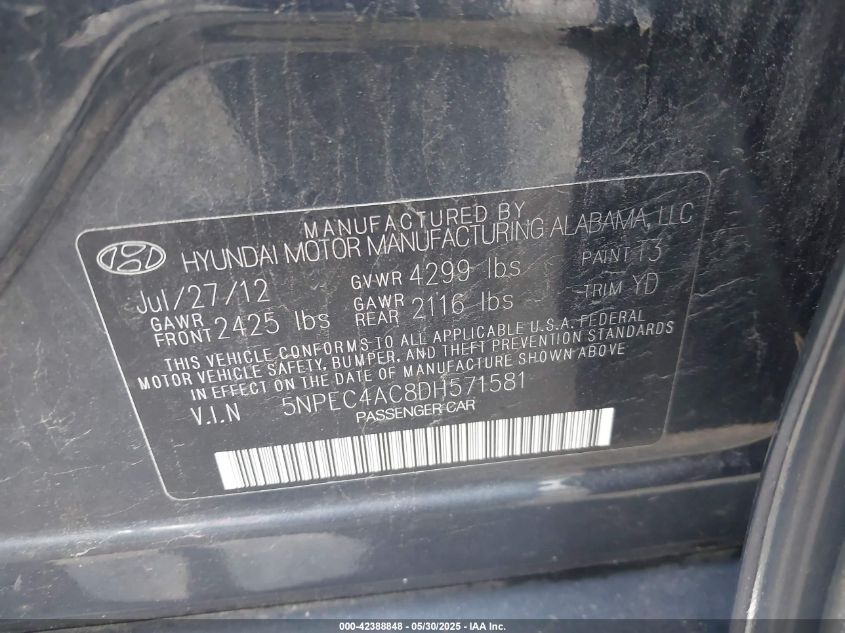 MANUFACTURED BY
HYUNDAI MOTOR MANUFACTURING ALABAMA, LLC
Jul/27/12 GVWR 4299 lbs PAINT T3
GAWR FRONT 2425 lbs GAWR REAR 2116 lbs TRIM YD
THIS VEHICLE CONFORMS TO ALL APPLICABLE U.S.A. FEDERAL
MOTOR VEHICLE SAFETY, BUMPER, AND THEFT PREVENTION STANDARDS
IN EFFECT ON THE DATE OF MANUFACTURE SHOWN ABOVE
V.I.N 5NPEC4AC8DH571581
PASSENGER CAR
000-42388848 - 05/30/2025 - IAA Inc.